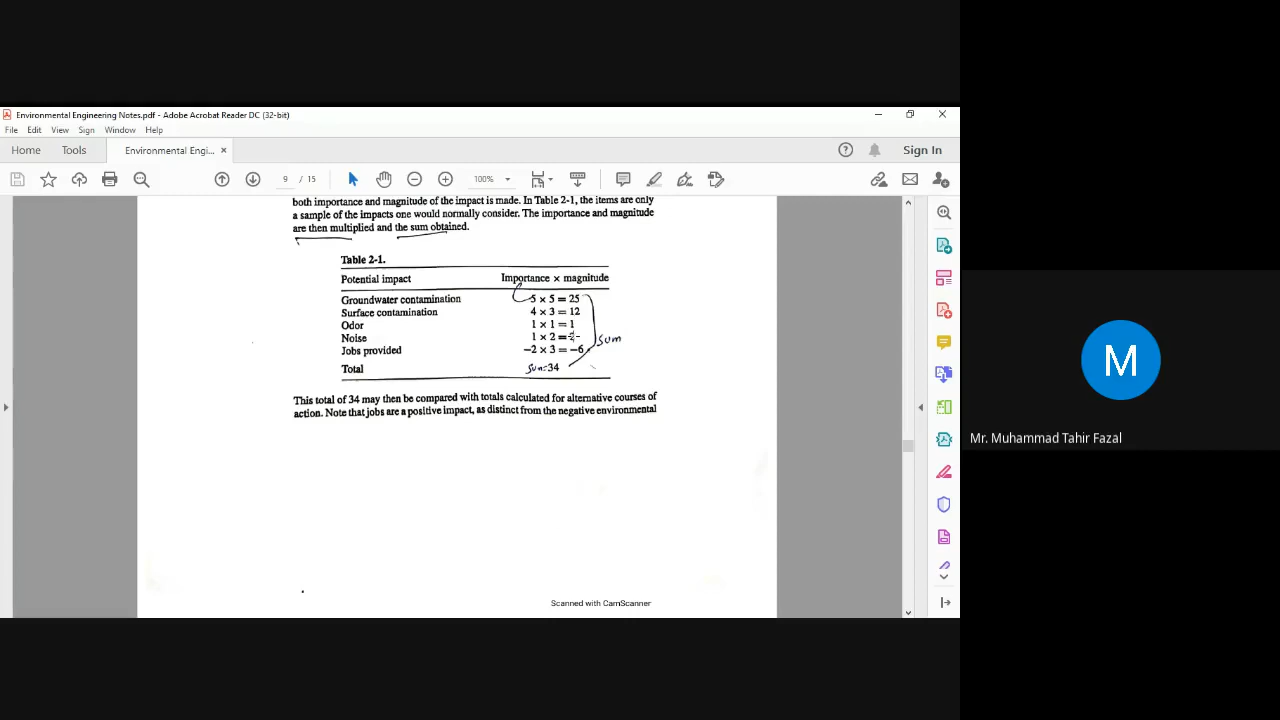 Environmental Engineering Notes.pdf - Adobe Acrobat Reader DC (32-bit)
File Edit View Sign Window Help
Home Tools Environmental Engi... × Sign In
9 / 15 100%
both importance and magnitude of the impact is made. In Table 2-1, the items are only
a sample of the impacts one would normally consider. The importance and magnitude
are then multiplied and the sum obtained.
Table 2-1.
Potential impact Importance × magnitude
Groundwater contamination 5 × 5 = 25
Surface contamination 4 × 3 = 12
Odor 1 × 1 = 1
Noise 1 × 2 =
Jobs provided −2 × 3 = −6
Sum
Total Sum=34
This total of 34 may then be compared with totals calculated for alternative courses of
action. Note that jobs are a positive impact, as distinct from the negative environmental
Scanned with CamScanner
M
Mr. Muhammad Tahir Fazal